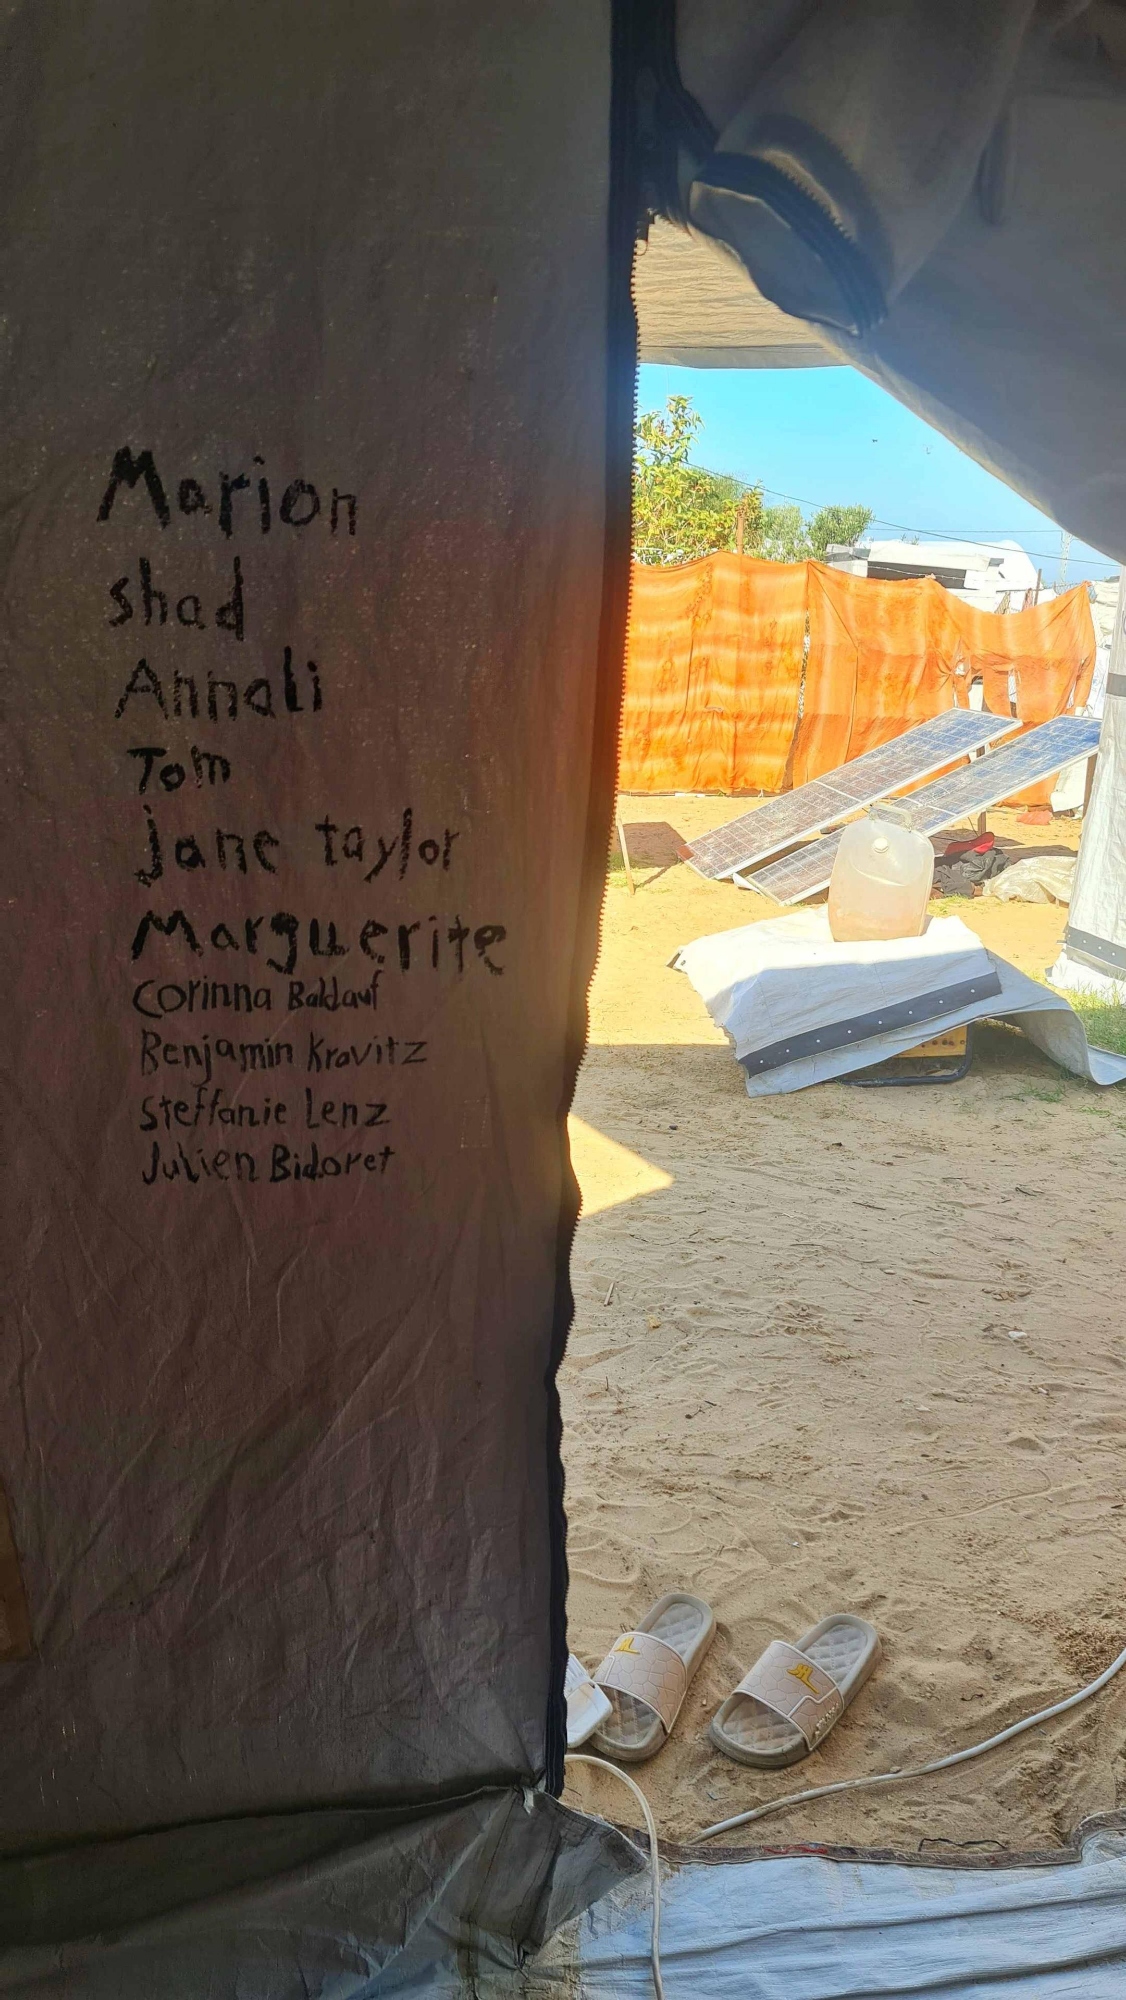 Marion
shad
Annali
Tom
jane taylor
Marguerite
Corinna Baldauf
Benjamin Kravitz
Steffanie Lenz
Julien Bidoret